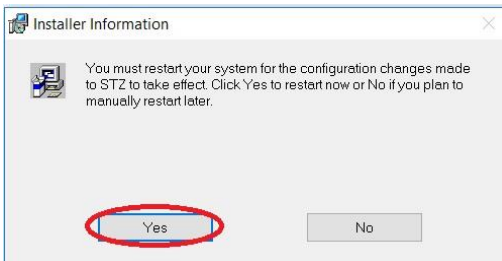 Installer Information
You must restart your system for the configuration changes made
to STZ to take effect. Click Yes to restart now or No if you plan to
manually restart later.
Yes
No